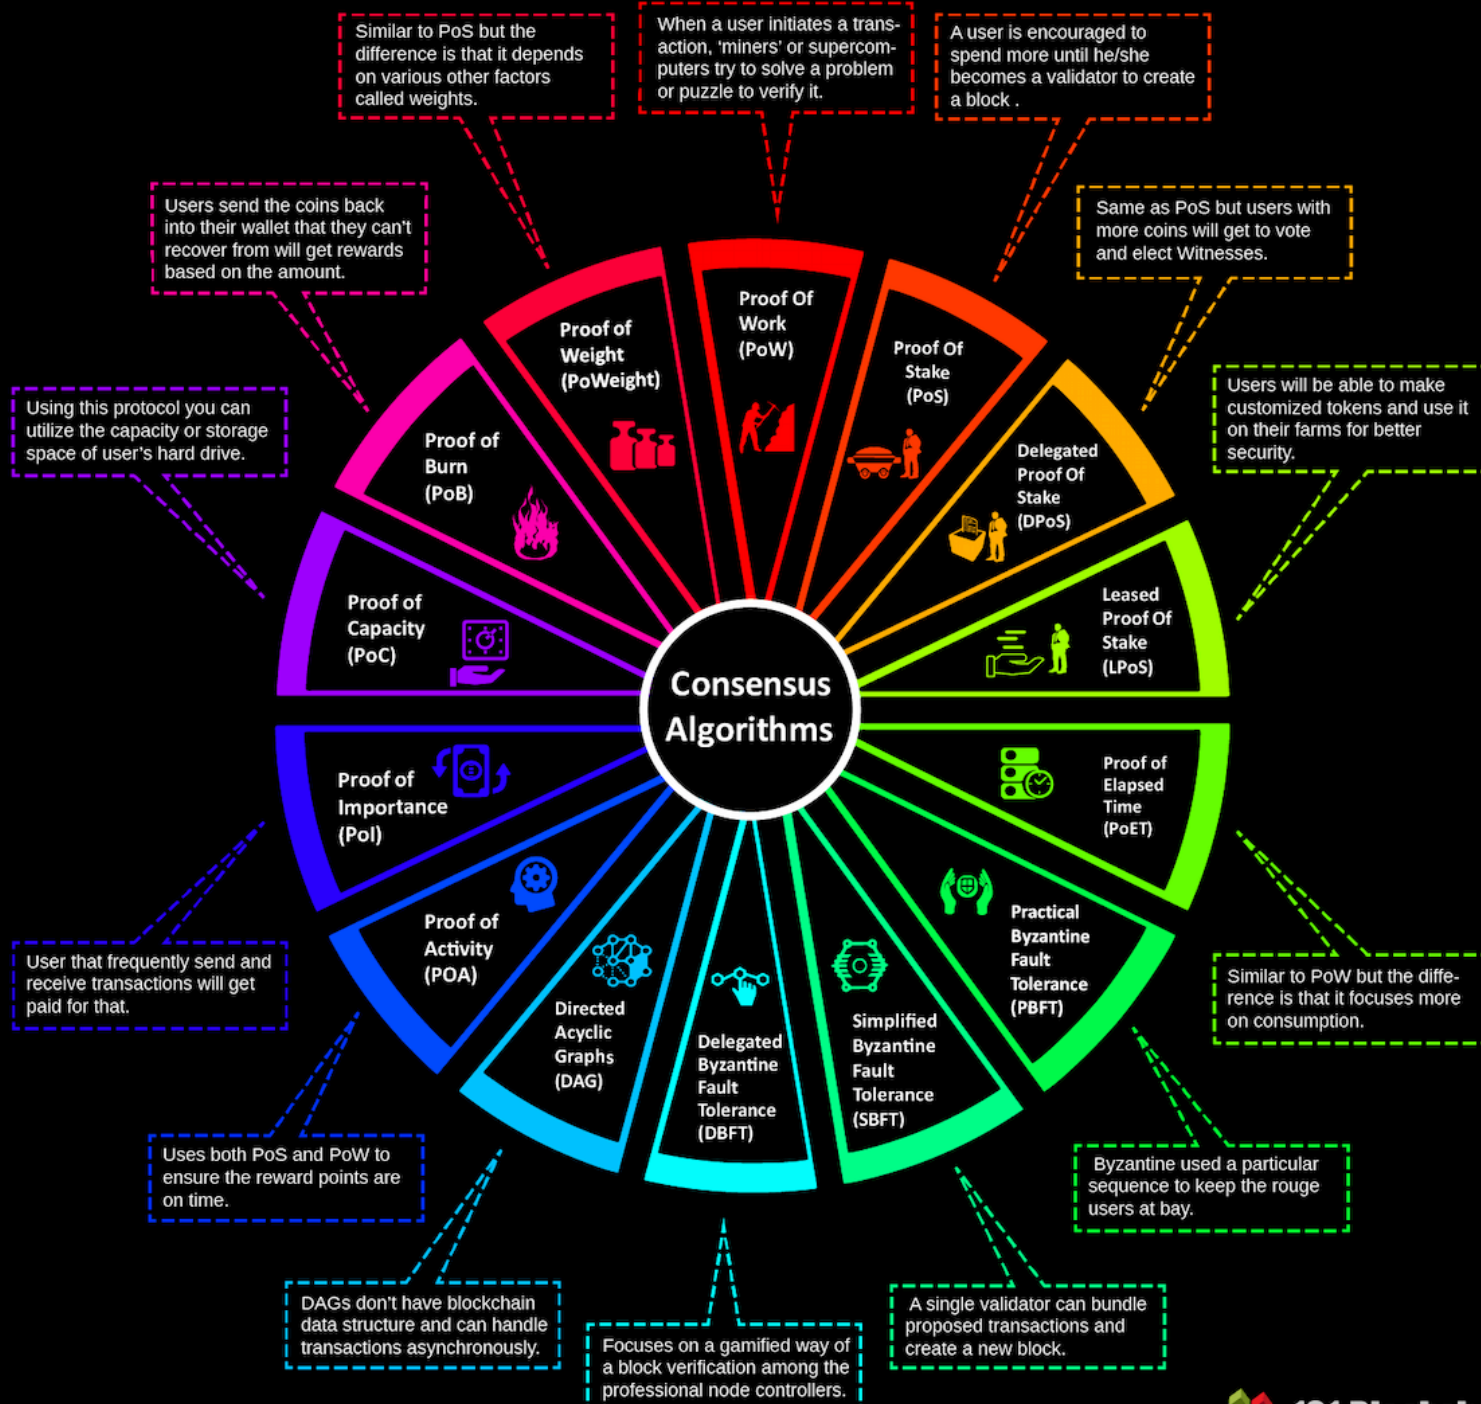 Similar to PoS but the
difference is that it depends
on various other factors
called weights.
When a user initiates a trans-
action, 'miners' or supercom-
puters try to solve a problem
or puzzle to verify it.
A user is encouraged to
spend more until he/she
becomes a validator to create
a block .
Users send the coins back
into their wallet that they can't
recover from will get rewards
based on the amount.
Same as PoS but users with
more coins will get to vote
and elect Witnesses.
Using this protocol you can
utilize the capacity or storage
space of user's hard drive.
Users will be able to make
customized tokens and use it
on their farms for better
security.
Proof of
Weight
(PoWeight)
Proof Of
Work
(PoW)
Proof Of
Stake
(PoS)
Proof of
Burn
(PoB)
Delegated
Proof Of
Stake
(DPoS)
Proof of
Capacity
(PoC)
Leased
Proof Of
Stake
(LPoS)
Consensus
Algorithms
Proof of
Importance
(PoI)
Proof of
Elapsed
Time
(PoET)
Proof of
Activity
(POA)
Practical
Byzantine
Fault
Tolerance
(PBFT)
Directed
Acyclic
Graphs
(DAG)
Delegated
Byzantine
Fault
Tolerance
(DBFT)
Simplified
Byzantine
Fault
Tolerance
(SBFT)
User that frequently send and
receive transactions will get
paid for that.
Similar to PoW but the diffe-
rence is that it focuses more
on consumption.
Uses both PoS and PoW to
ensure the reward points are
on time.
Byzantine used a particular
sequence to keep the rouge
users at bay.
DAGs don't have blockchain
data structure and can handle
transactions asynchronously.
Focuses on a gamified way of
a block verification among the
professional node controllers.
A single validator can bundle
proposed transactions and
create a new block.